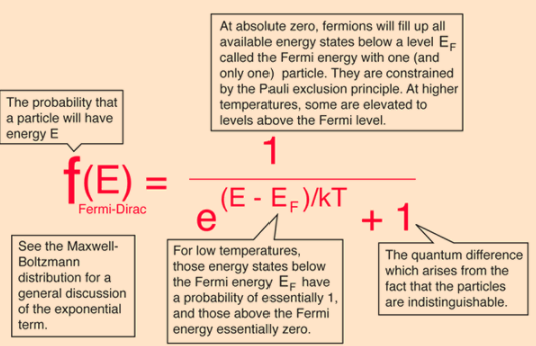 At absolute zero, fermions will fill up all
available energy states below a level E_F
called the Fermi energy with one (and
only one) particle. They are constrained
by the Pauli exclusion principle. At higher
temperatures, some are elevated to
levels above the Fermi level.
The probability that
a particle will have
energy E
f(E) = 1 / (e^((E - E_F)/kT) + 1)
Fermi-Dirac
See the Maxwell-
Boltzmann
distribution for a
general discussion
of the exponential
term.
For low temperatures,
those energy states below
the Fermi energy E_F have
a probability of essentially 1,
and those above the Fermi
energy essentially zero.
The quantum difference
which arises from the
fact that the particles
are indistinguishable.